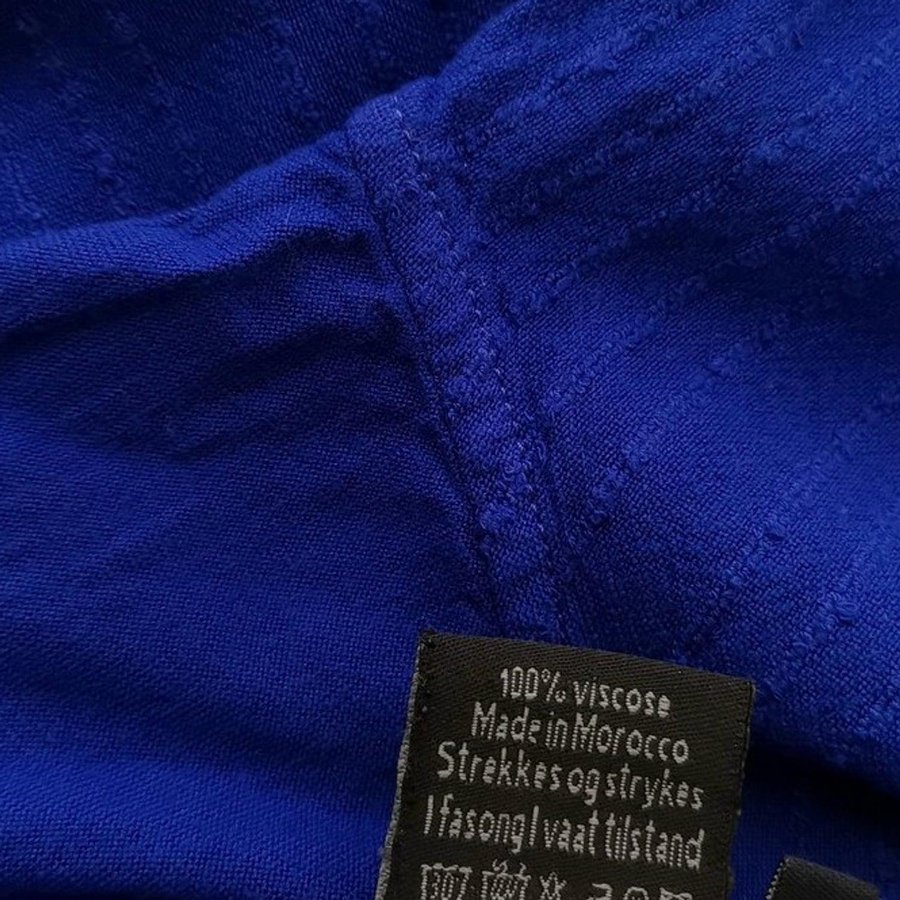 100% viscose
Made in Morocco
Strekkes og strykes
I fasong I vaat tilstand